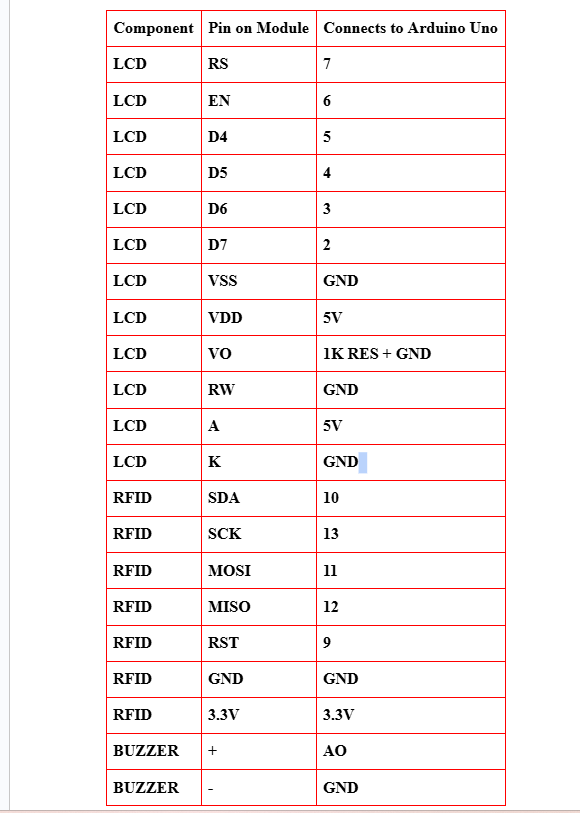 Component Pin on Module Connects to Arduino Uno
LCD RS 7
LCD EN 6
LCD D4 5
LCD D5 4
LCD D6 3
LCD D7 2
LCD VSS GND
LCD VDD 5V
LCD VO 1K RES + GND
LCD RW GND
LCD A 5V
LCD K GND
RFID SDA 10
RFID SCK 13
RFID MOSI 11
RFID MISO 12
RFID RST 9
RFID GND GND
RFID 3.3V 3.3V
BUZZER + AO
BUZZER - GND